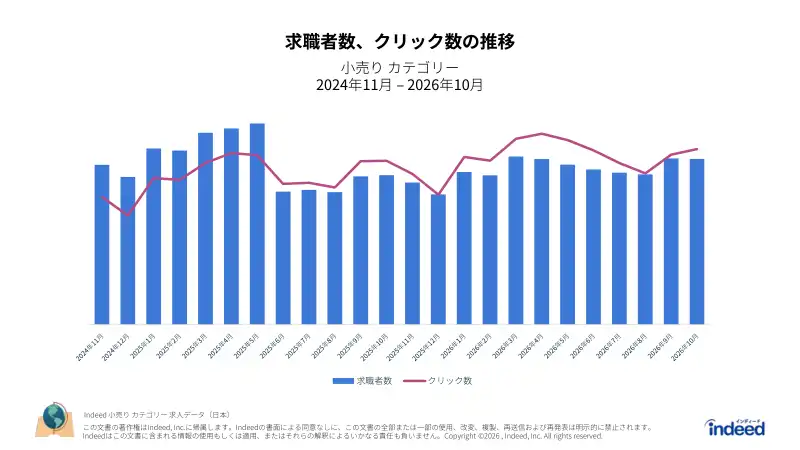 求職者数、クリック数の推移
小売り カテゴリー
2024年11月 – 2026年10月
2024年11月
2024年12月
2025年1月
2025年2月
2025年3月
2025年4月
2025年5月
2025年6月
2025年7月
2025年8月
2025年9月
2025年10月
2025年11月
2025年12月
2026年1月
2026年2月
2026年3月
2026年4月
2026年5月
2026年6月
2026年7月
2026年8月
2026年9月
2026年10月
求職者数
クリック数
Indeed 小売り カテゴリー 求人データ（日本）
この文書の著作権はIndeed, Inc.に帰属します。Indeedの書面による同意なしに、この文書の全部または一部の使用、改変、複製、再送信および再発表は明示的に禁止されます。
Indeedはこの文書に含まれる情報の使用もしくは適用、またはそれらの解釈によるいかなる責任も負いません。Copyright ©2026 , Indeed, Inc. All rights reserved.
インディード
indeed